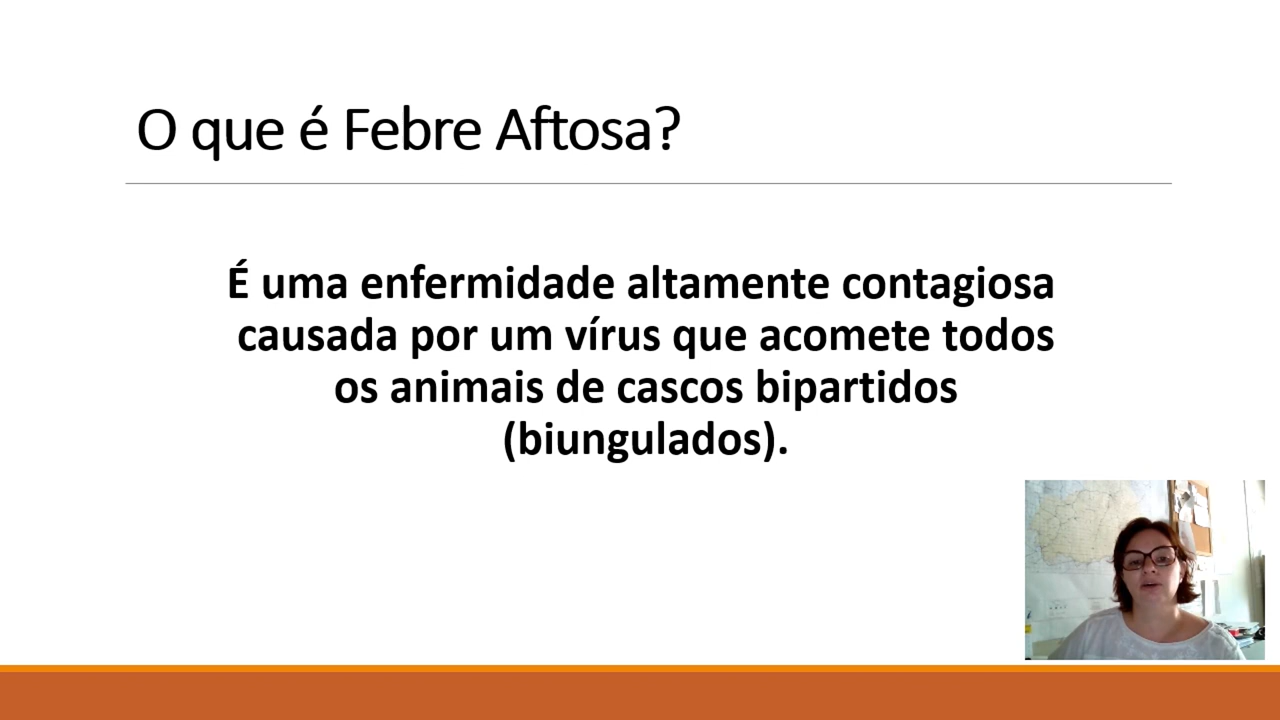 O que é Febre Aftosa?
É uma enfermidade altamente contagiosa
causada por um vírus que acomete todos
os animais de cascos bipartidos
(biungulados).